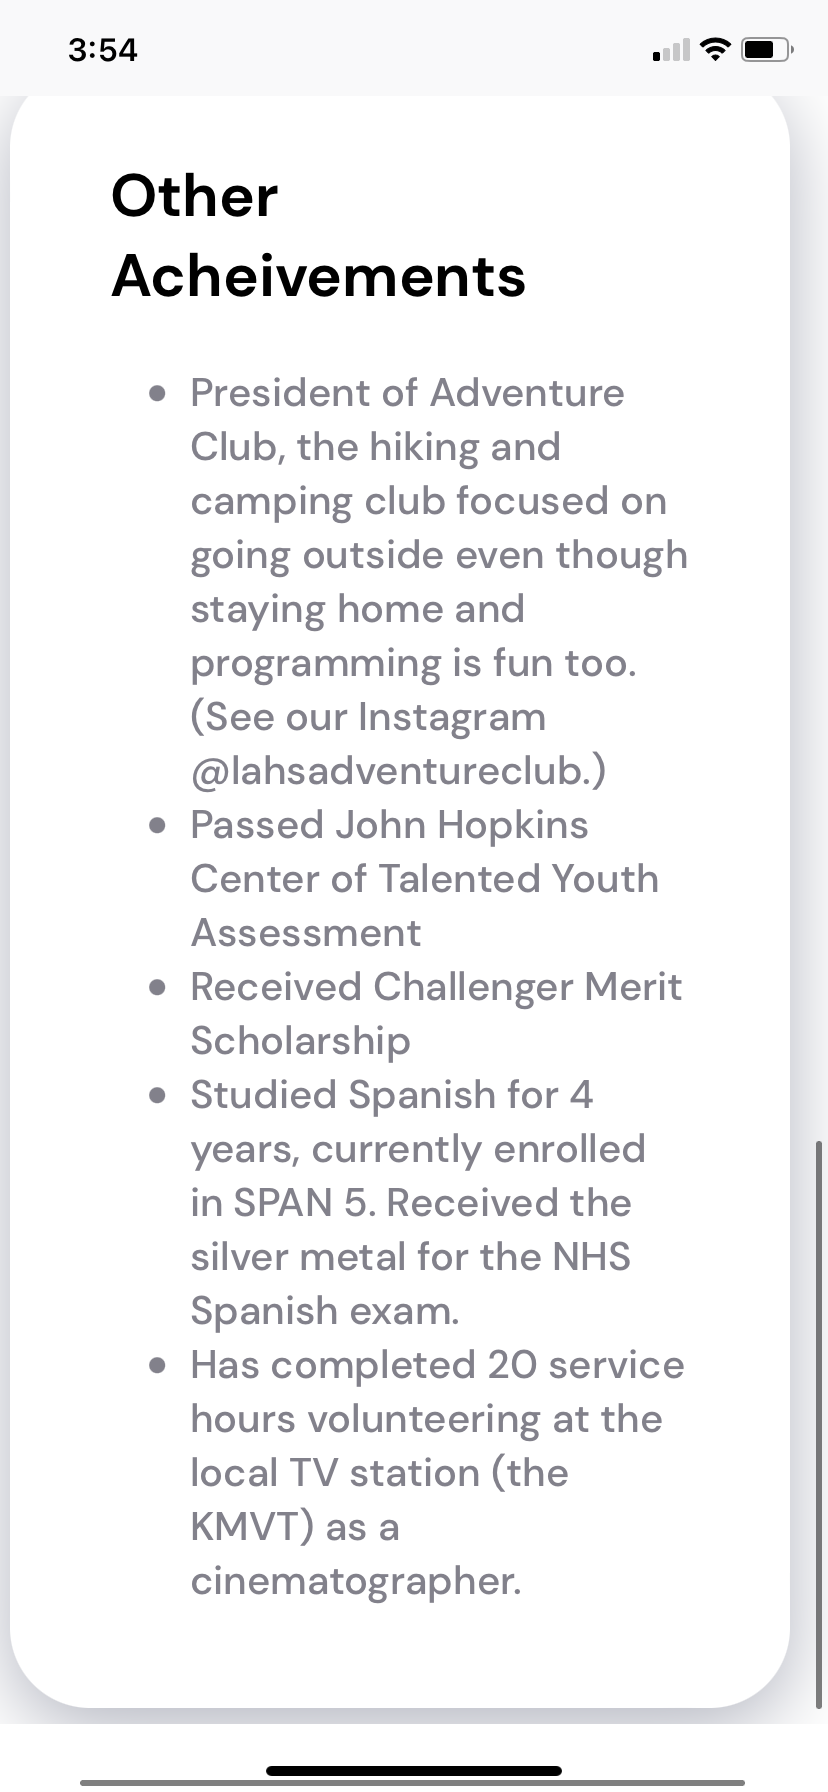 3:54
Other
Acheivements
President of Adventure
Club, the hiking and
camping club focused on
going outside even though
staying home and
programming is fun too.
(See our Instagram
@lahsadventureclub.)
Passed John Hopkins
Center of Talented Youth
Assessment
Received Challenger Merit
Scholarship
Studied Spanish for 4
years, currently enrolled
in SPAN 5. Received the
silver metal for the NHS
Spanish exam.
Has completed 20 service
hours volunteering at the
local TV station (the
KMVT) as a
cinematographer.